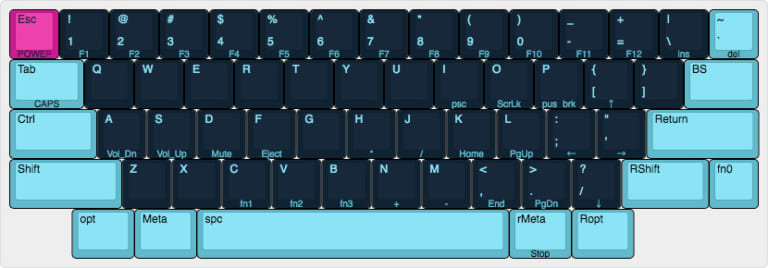 Esc ! @ # $ % ^ & * ( ) _ + | ~
1 2 3 4 5 6 7 8 9 0 - = \ `
POWER F1 F2 F3 F4 F5 F6 F7 F8 F9 F10 F11 F12 ins del
Tab Q W E R T Y U I O P { } BS
[ ]
CAPS psc ScrLk pus brk ↑
Ctrl A S D F G H J K L : " Return
; '
Vol_Dn Vol_Up Mute Eject * / Home PgUp ← →
Shift Z X C V B N M < > ? RShift fn0
, . /
fn1 fn2 fn3 + - End PgDn ↓
opt Meta spc rMeta Ropt
Stop